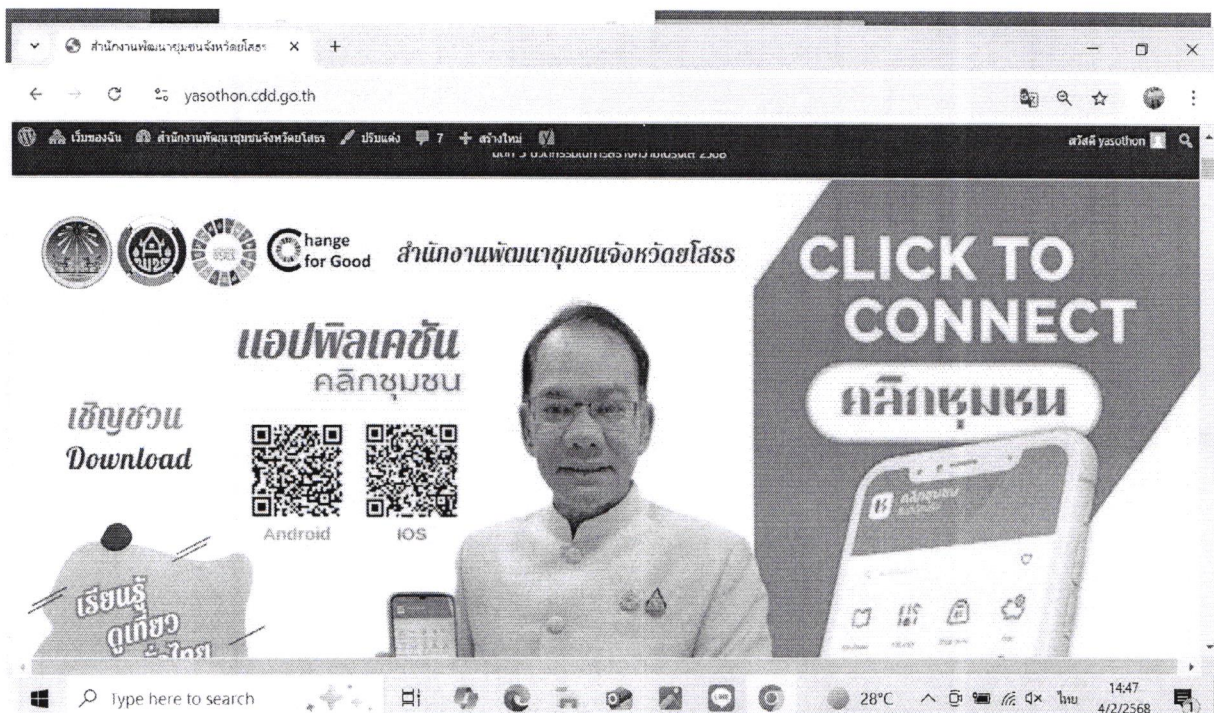 สำนักงานพัฒนาชุมชนจังหวัดยโสธร
yasothon.cdd.go.th
เว็บของฉัน สำนักงานพัฒนาชุมชนจังหวัดยโสธร ปรับแต่ง 7 สร้างใหม่
สวัสดี yasothon
Change
for Good
สำนักงานพัฒนาชุมชนจังหวัดยโสธร
CLICK TO
CONNECT
คลิกชุมชน
แอปพิลเคชัน
คลิกชุมชน
เชิญชวน
Download
Android
IOS
เรียนรู้
ดูเที่ยว
คลิกชุมชน
Type here to search
28°C
ไทย
14:47
4/2/2568